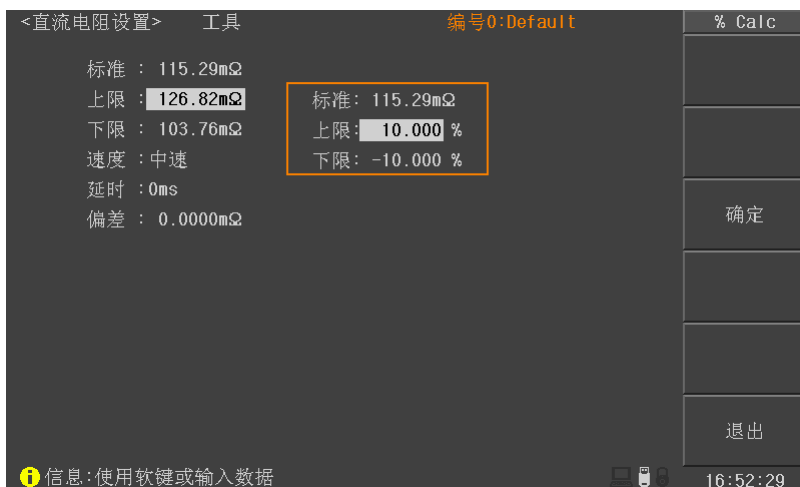 <直流电阻设置> 工具 编号0:Default % Calc
标准 : 115.29mΩ
上限 : 126.82mΩ
下限 : 103.76mΩ
速度 :中速
延时 :0ms
偏差 : 0.0000mΩ
标准: 115.29mΩ
上限: 10.000 %
下限: -10.000 %
确定
退出
信息:使用软键或输入数据
16:52:29